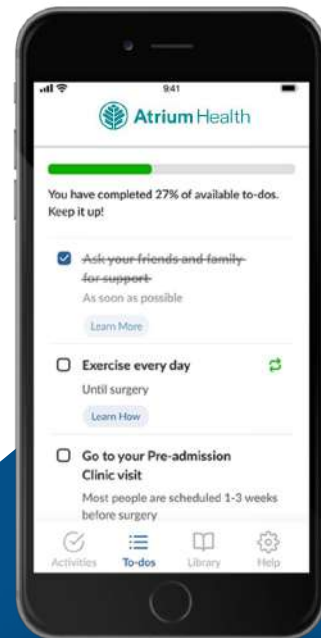 9:41
Atrium Health
You have completed 27% of available to-dos.
Keep it up!
Ask your friends and family
for support
As soon as possible
Learn More
Exercise every day
Until surgery
Learn How
Go to your Pre-admission
Clinic visit
Most people are scheduled 1-3 weeks
before surgery
Activities
To-dos
Library
Help